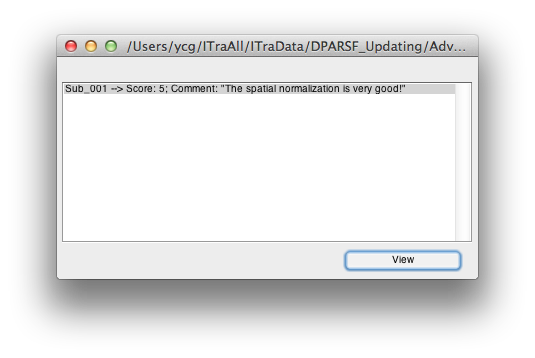 /Users/ycg/ITraAll/ITraData/DPARSF_Updating/Adv...
Sub_001 --> Score: 5; Comment: "The spatial normalization is very good!"
View